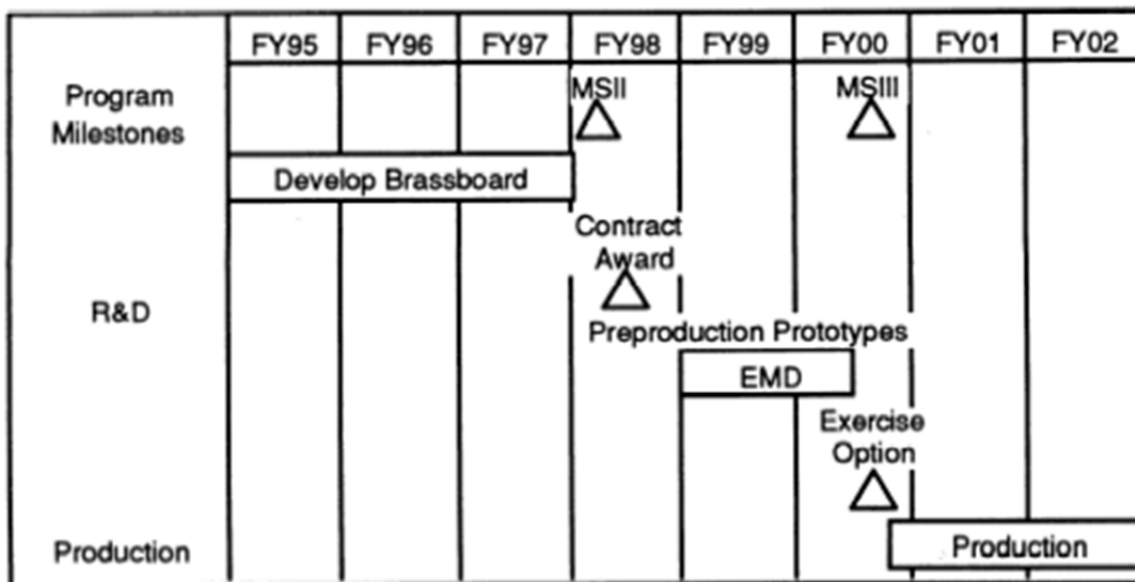 FY95 FY96 FY97 FY98 FY99 FY00 FY01 FY02
Program
Milestones
MSII
MSIII
Develop Brassboard
Contract
Award
R&D
Preproduction Prototypes
EMD
Exercise
Option
Production
Production